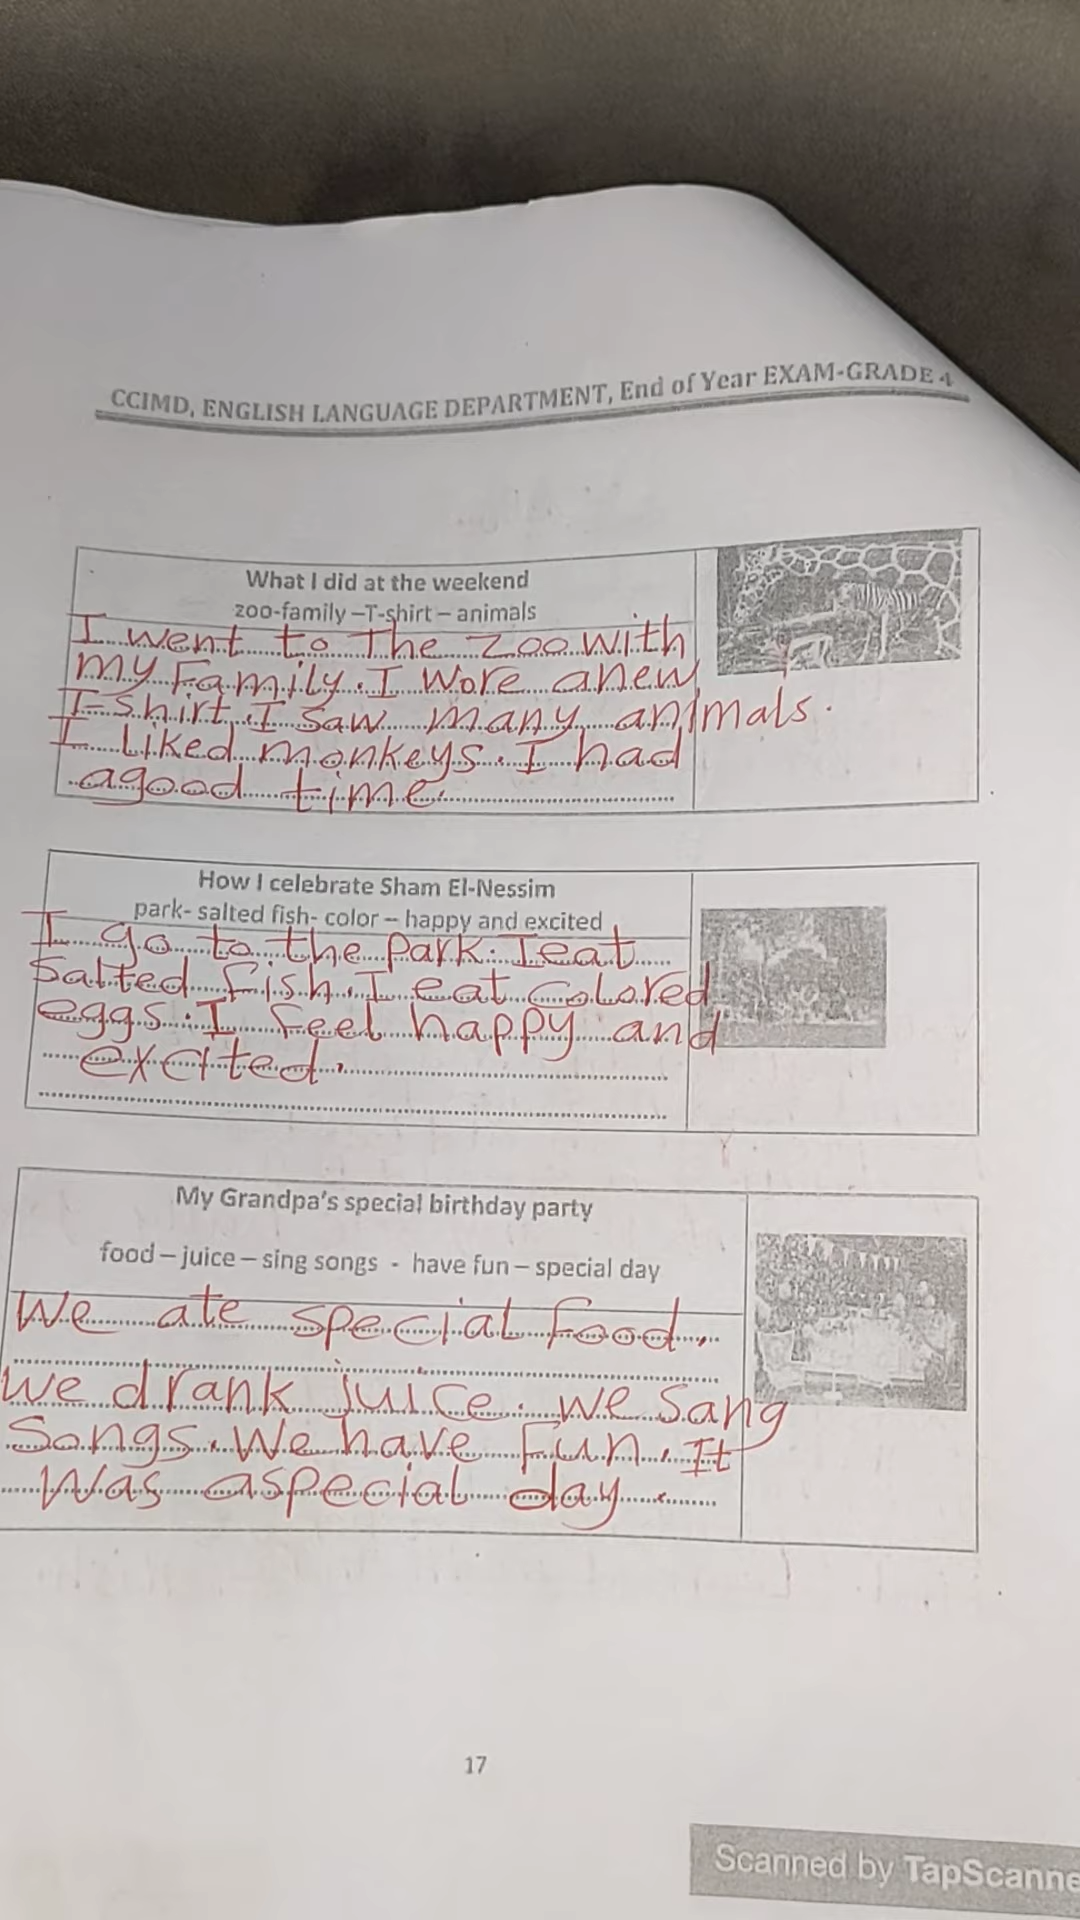 CCIMD, ENGLISH LANGUAGE DEPARTMENT, End of Year EXAM-GRADE 4
What I did at the weekend
zoo-family –T-shirt – animals
I went to The zoo with
my Family. I wore anew
T-shirt. I saw many animals.
I Liked monkeys. I had
agood time.
How I celebrate Sham El-Nessim
park- salted fish- color – happy and excited
I go to the park. I eat
Salted fish. I eat colored
eggs. I feel happy and
excited.
My Grandpa's special birthday party
food – juice – sing songs - have fun – special day
We ate special food.
We drank juice. we sang
Songs. We have Fun. It
Was aspecial day.
17
Scanned by TapScanne